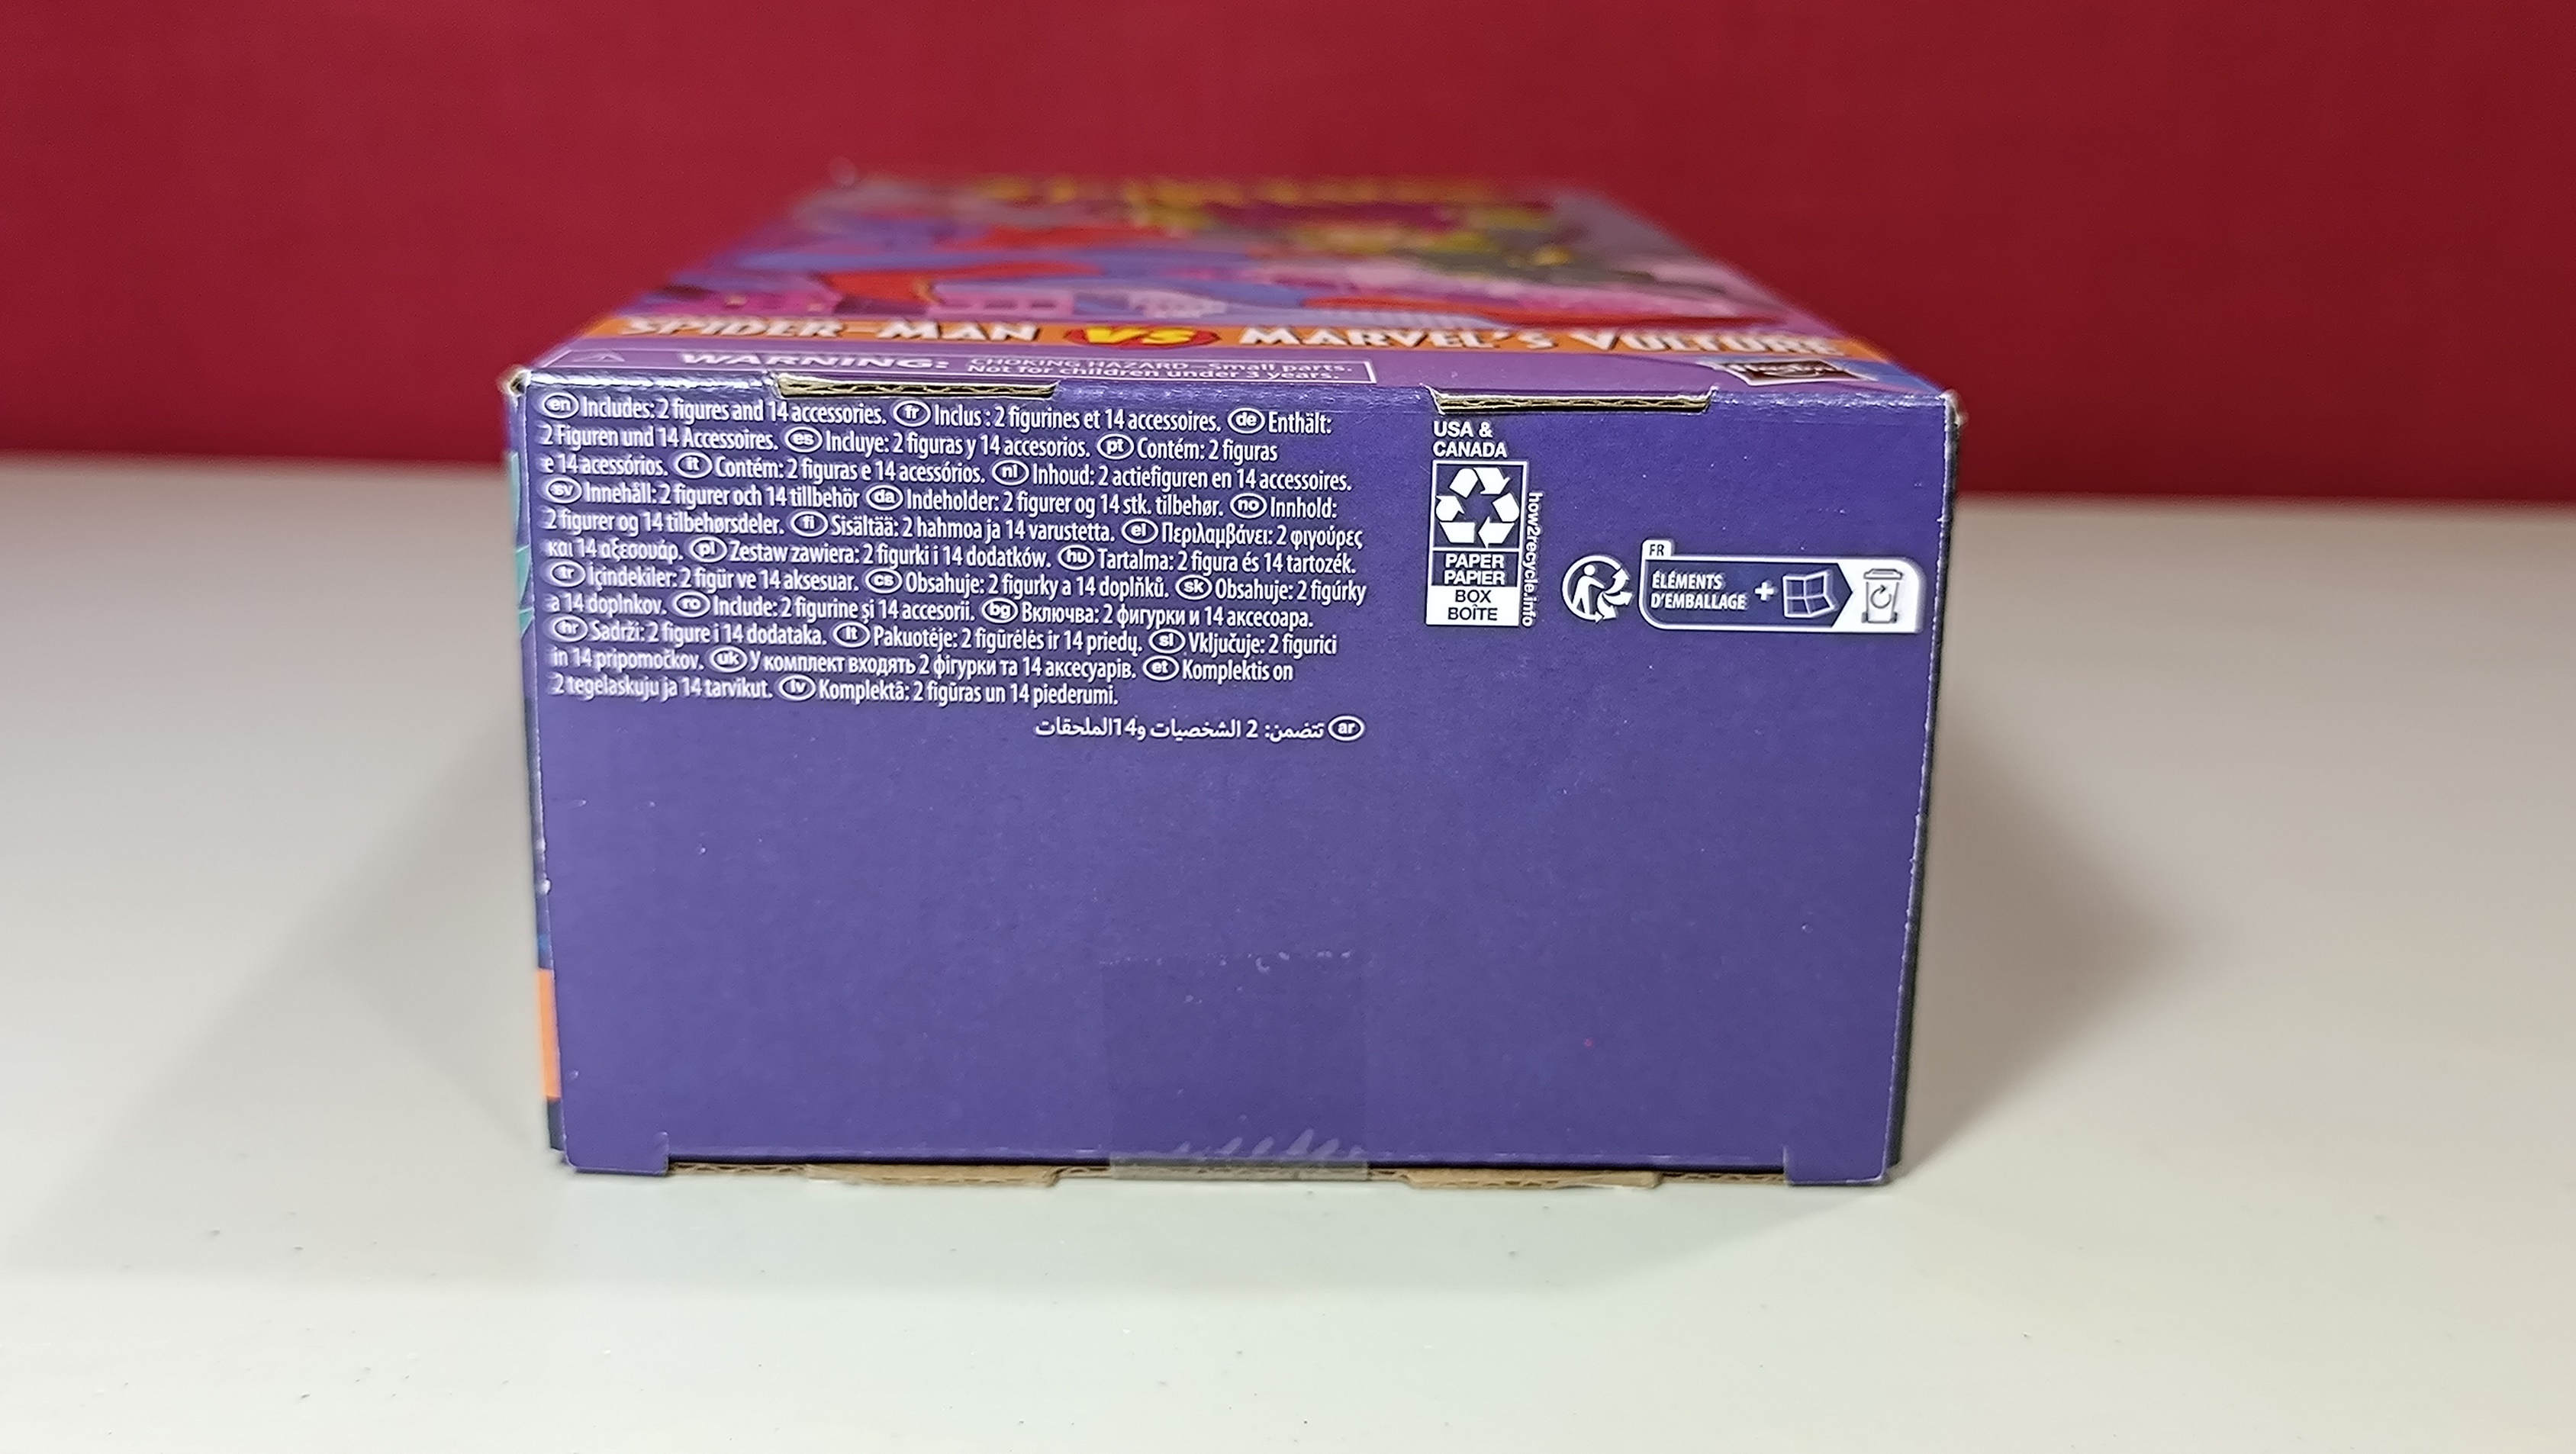 SPIDER-MAN VS MARVEL'S VULTURE
WARNING: CHOKING HAZARD. Small parts.
Not for children under 3 years.
en Includes: 2 figures and 14 accessories. fr Inclus : 2 figurines et 14 accessoires. de Enthält:
2 Figuren und 14 Accessoires. es Incluye: 2 figuras y 14 accesorios. pt Contém: 2 figuras
e 14 acessórios. it Contém: 2 figuras e 14 acessórios. nl Inhoud: 2 actiefiguren en 14 accessoires.
sv Innehåll: 2 figurer och 14 tillbehör da Indeholder: 2 figurer og 14 stk. tilbehør. no Innhold:
2 figurer og 14 tilbehørsdeler. fi Sisältää: 2 hahmoa ja 14 varustetta. el Περιλαμβάνει: 2 φιγούρες
και 14 αξεσουάρ. pl Zestaw zawiera: 2 figurki i 14 dodatków. hu Tartalma: 2 figura és 14 tartozék.
tr İçindekiler: 2 figür ve 14 aksesuar. cs Obsahuje: 2 figurky a 14 doplňků. sk Obsahuje: 2 figúrky
a 14 doplnkov. ro Include: 2 figurine și 14 accesorii. bg Включва: 2 фигурки и 14 аксесоара.
hr Sadrži: 2 figure i 14 dodataka. lt Pakuotėje: 2 figūrėlės ir 14 priedų. sl Vključuje: 2 figurici
in 14 pripomočkov. uk У комплект входять 2 фігурки та 14 аксесуарів. et Komplektis on
2 tegelaskuju ja 14 tarvikut. lv Komplektā: 2 figūras un 14 piederumi.
ar تتضمن: 2 الشخصيات و14الملحقات
USA &
CANADA
PAPER
PAPIER
BOX
BOÎTE
how2recycle.info
FR
ÉLÉMENTS
D'EMBALLAGE +